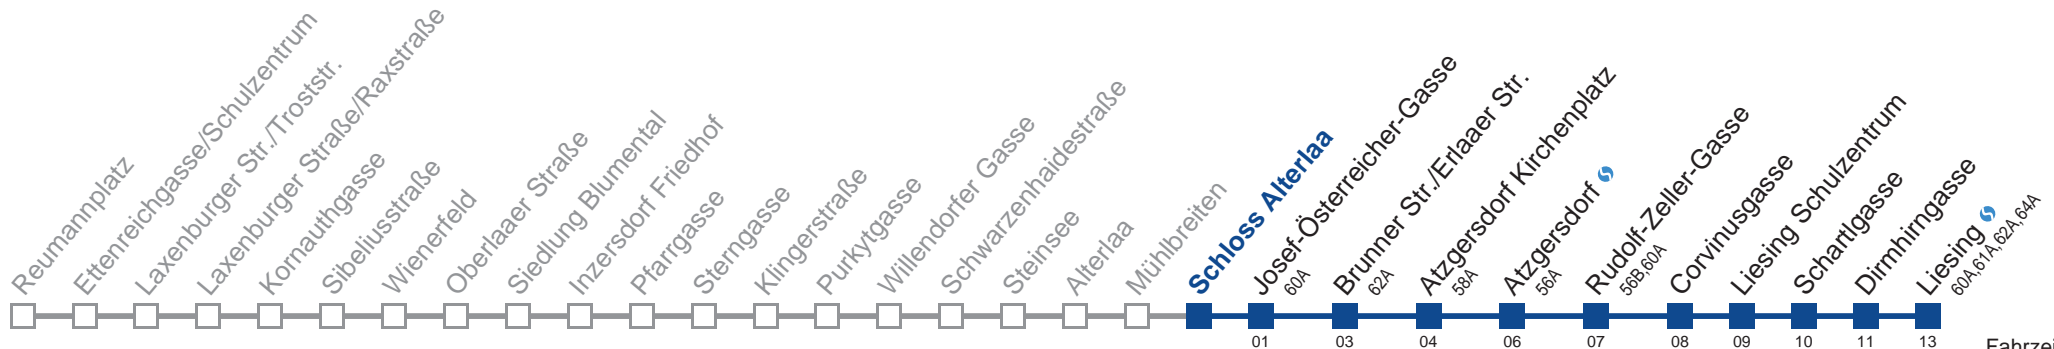 Reumannplatz
Ettenreichgasse/Schulzentrum
Laxenburger Str./Troststr.
Laxenburger Straße/Raxstraße
Kornauthgasse
Sibeliusstraße
Wienerfeld
Oberlaaer Straße
Siedlung Blumental
Inzersdorf Friedhof
Pfarrgasse
Sterngasse
Klingerstraße
Purkytgasse
Willendorfer Gasse
Schwarzenhaidestraße
Steinsee
Alterlaa
Mühlbreiten
Schloss Alterlaa
Josef-Österreicher-Gasse
60A
Brunner Str./Erlaaer Str.
62A
Atzgersdorf Kirchenplatz
58A
Atzgersdorf
56A
Rudolf-Zeller-Gasse
56B,60A
Corvinusgasse
Liesing Schulzentrum
Schartlgasse
Dirmhirngasse
Liesing
60A,61A,62A,64A
01 03 04 06 07 08 09 10 11 13
Fahrzei